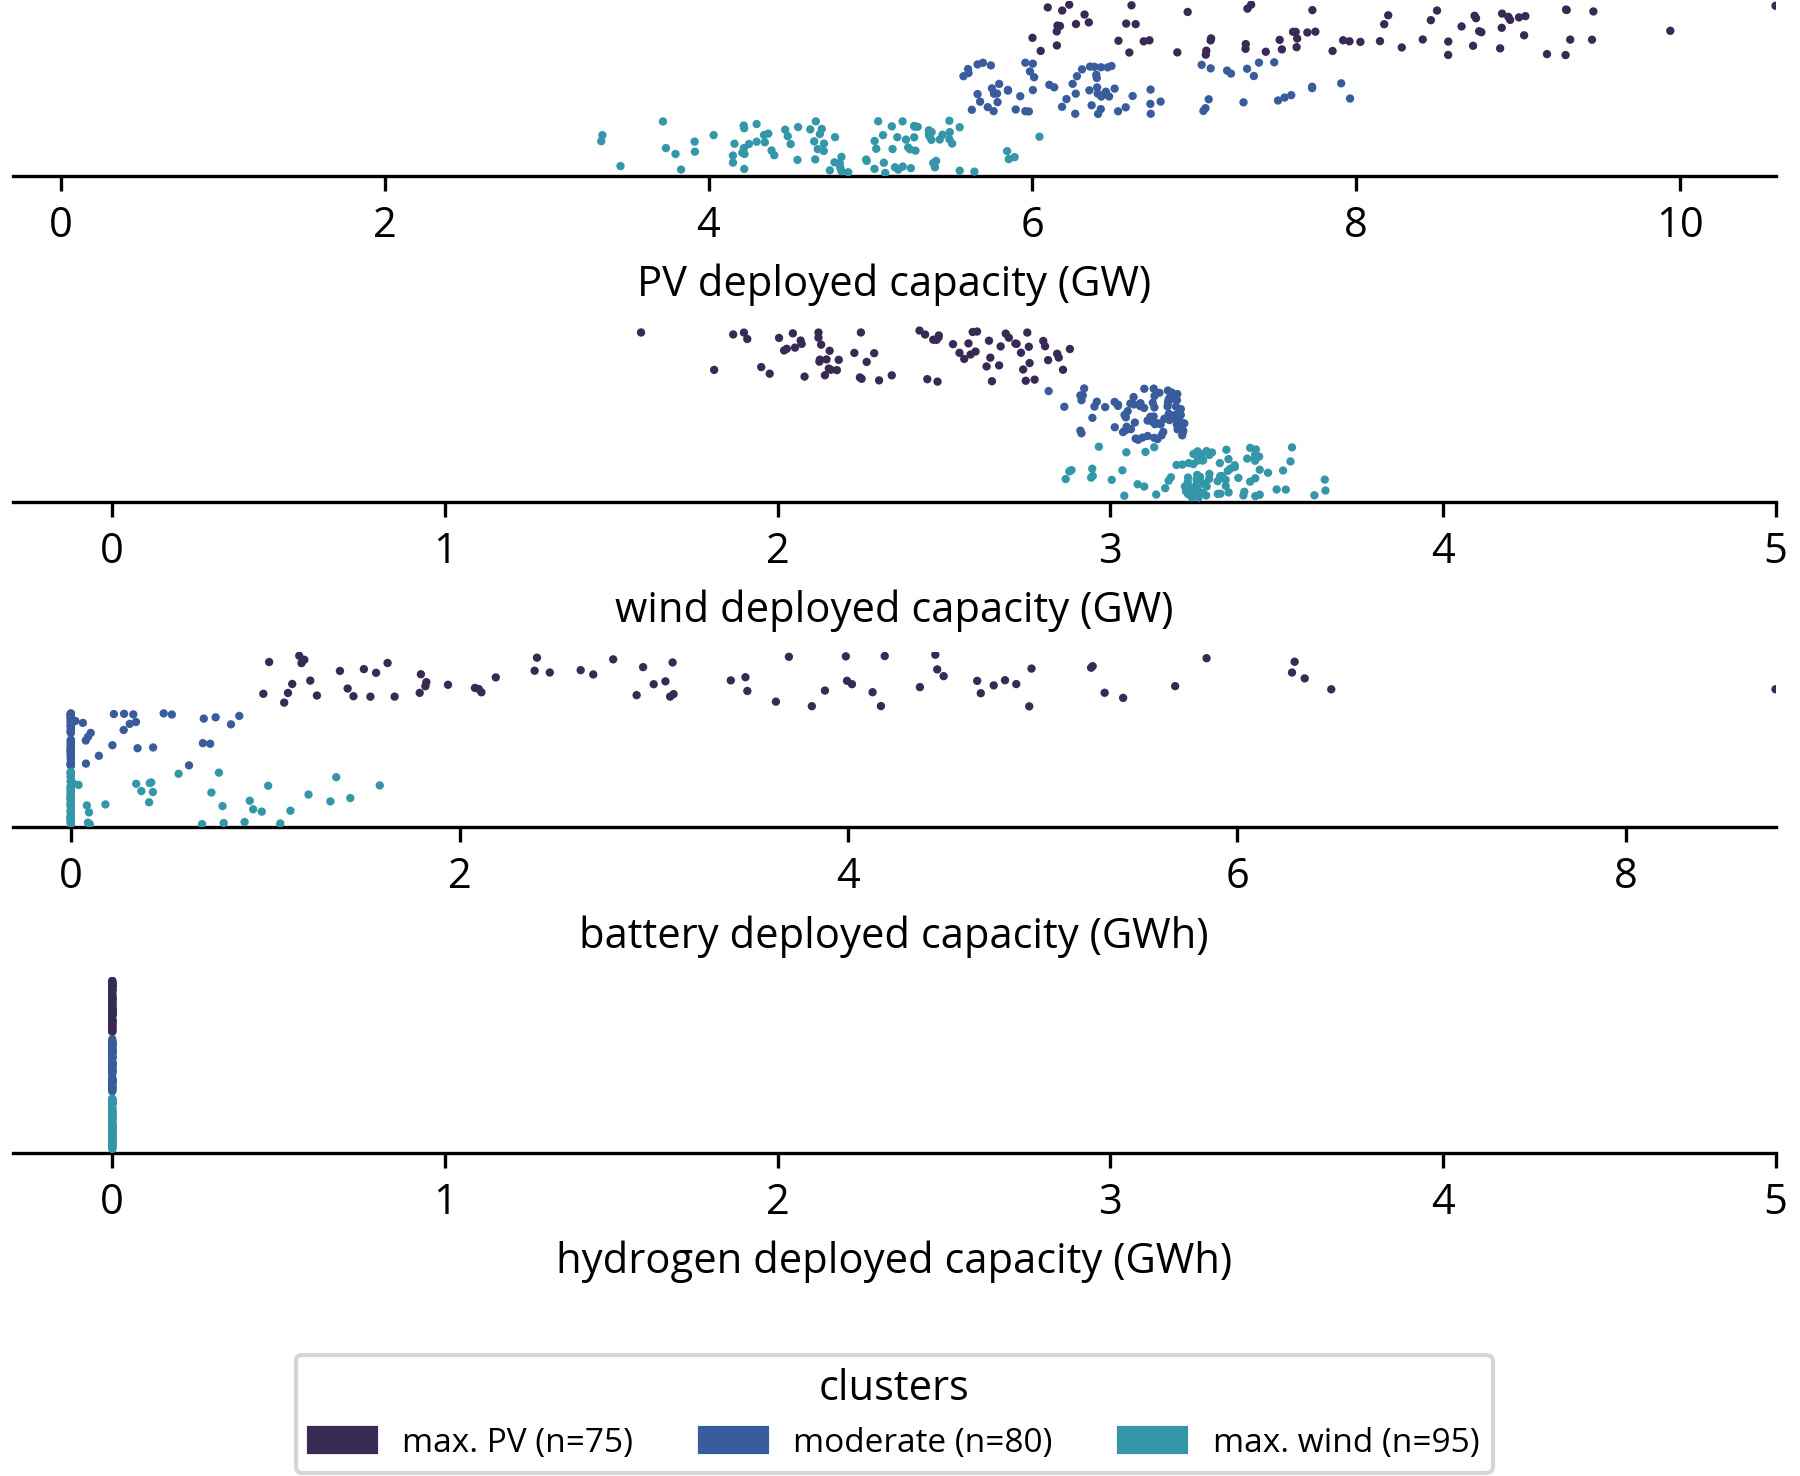 0 2 4 6 8 10
PV deployed capacity (GW)
0 1 2 3 4 5
wind deployed capacity (GW)
0 2 4 6 8
battery deployed capacity (GWh)
0 1 2 3 4 5
hydrogen deployed capacity (GWh)
clusters
max. PV (n=75) moderate (n=80) max. wind (n=95)